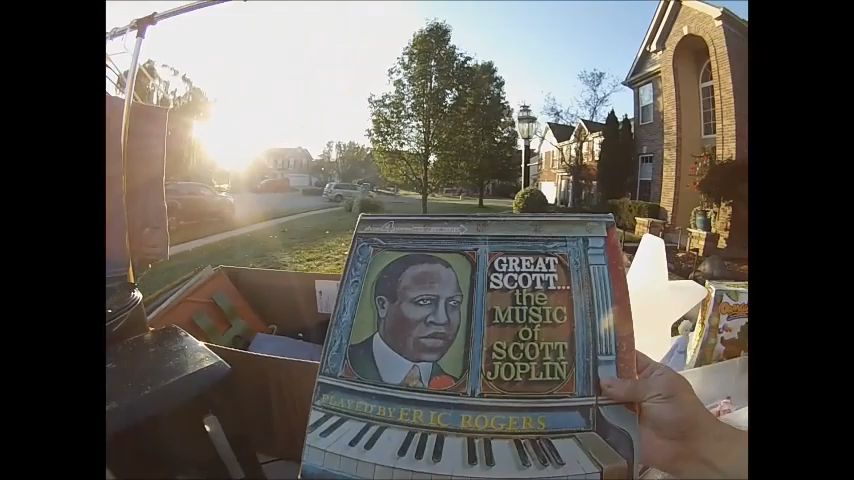 GREAT
SCOTT...
the
MUSIC
of
SCOTT
JOPLIN
PLAYED BY ERIC ROGERS